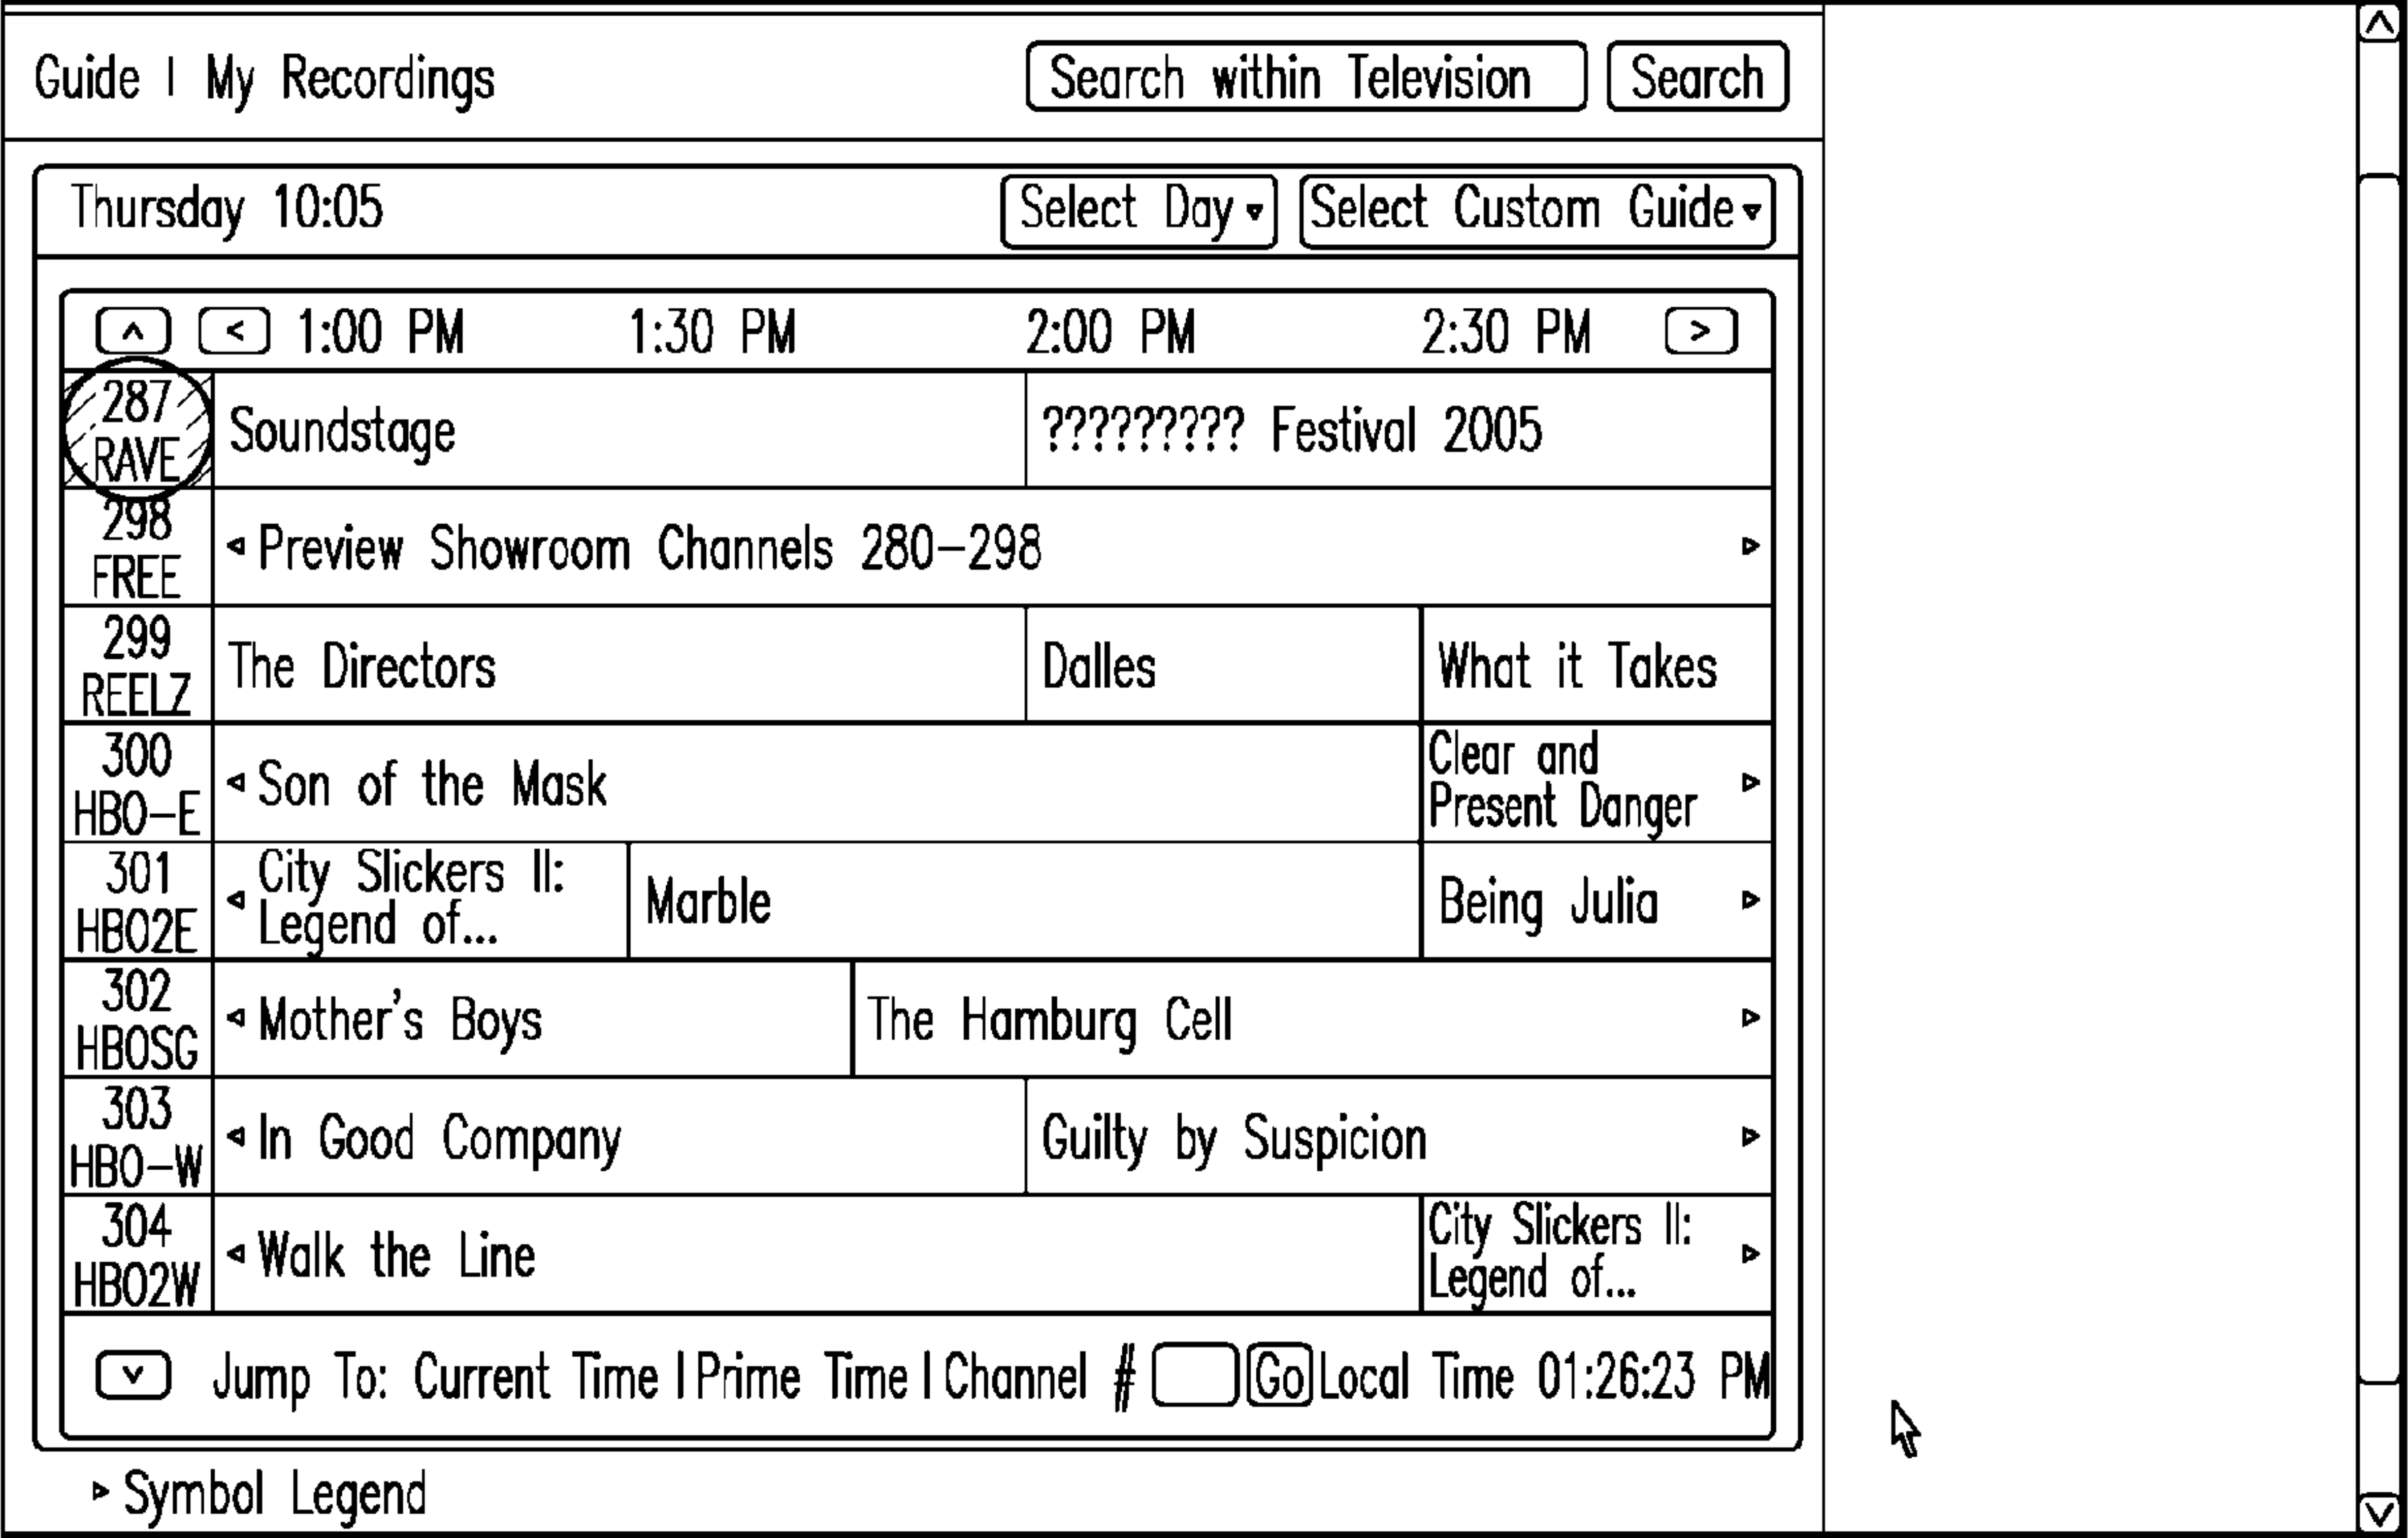 Guide | My Recordings
Search within Television
Search
Thursday 10:05
Select Day
Select Custom Guide
1:00 PM 1:30 PM 2:00 PM 2:30 PM
287
RAVE
Soundstage
????????? Festival 2005
298
FREE
Preview Showroom Channels 280-298
299
REELZ
The Directors
Dalles
What it Takes
300
HBO-E
Son of the Mask
Clear and
Present Danger
301
HBO2E
City Slickers II:
Legend of...
Marble
Being Julia
302
HBOSG
Mother's Boys
The Hamburg Cell
303
HBO-W
In Good Company
Guilty by Suspicion
304
HBO2W
Walk the Line
City Slickers II:
Legend of...
Jump To: Current Time | Prime Time | Channel # Go Local Time 01:26:23 PM
Symbol Legend